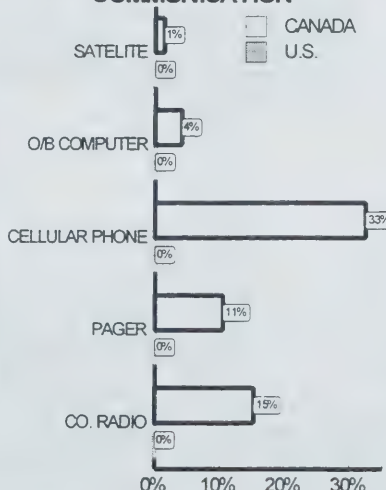 COMMUNICATION
CANADA
U.S.
1%
SATELITE
0%
4%
O/B COMPUTER
0%
33%
CELLULAR PHONE
0%
11%
PAGER
0%
15%
CO. RADIO
0%
0% 10% 20% 30%